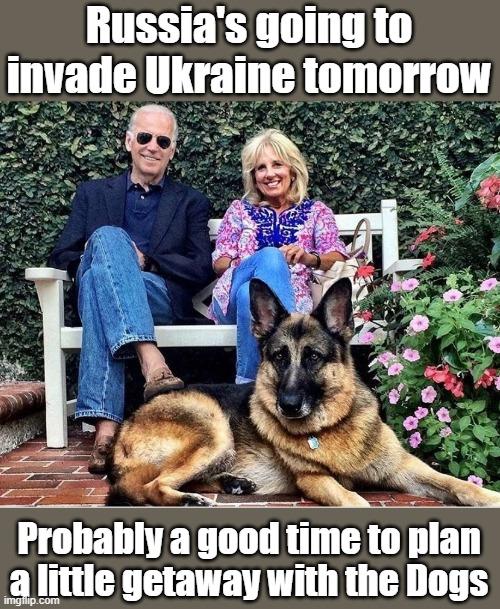 Russia's going to
invade Ukraine tomorrow
Probably a good time to plan
a little getaway with the Dogs
imgflip.com